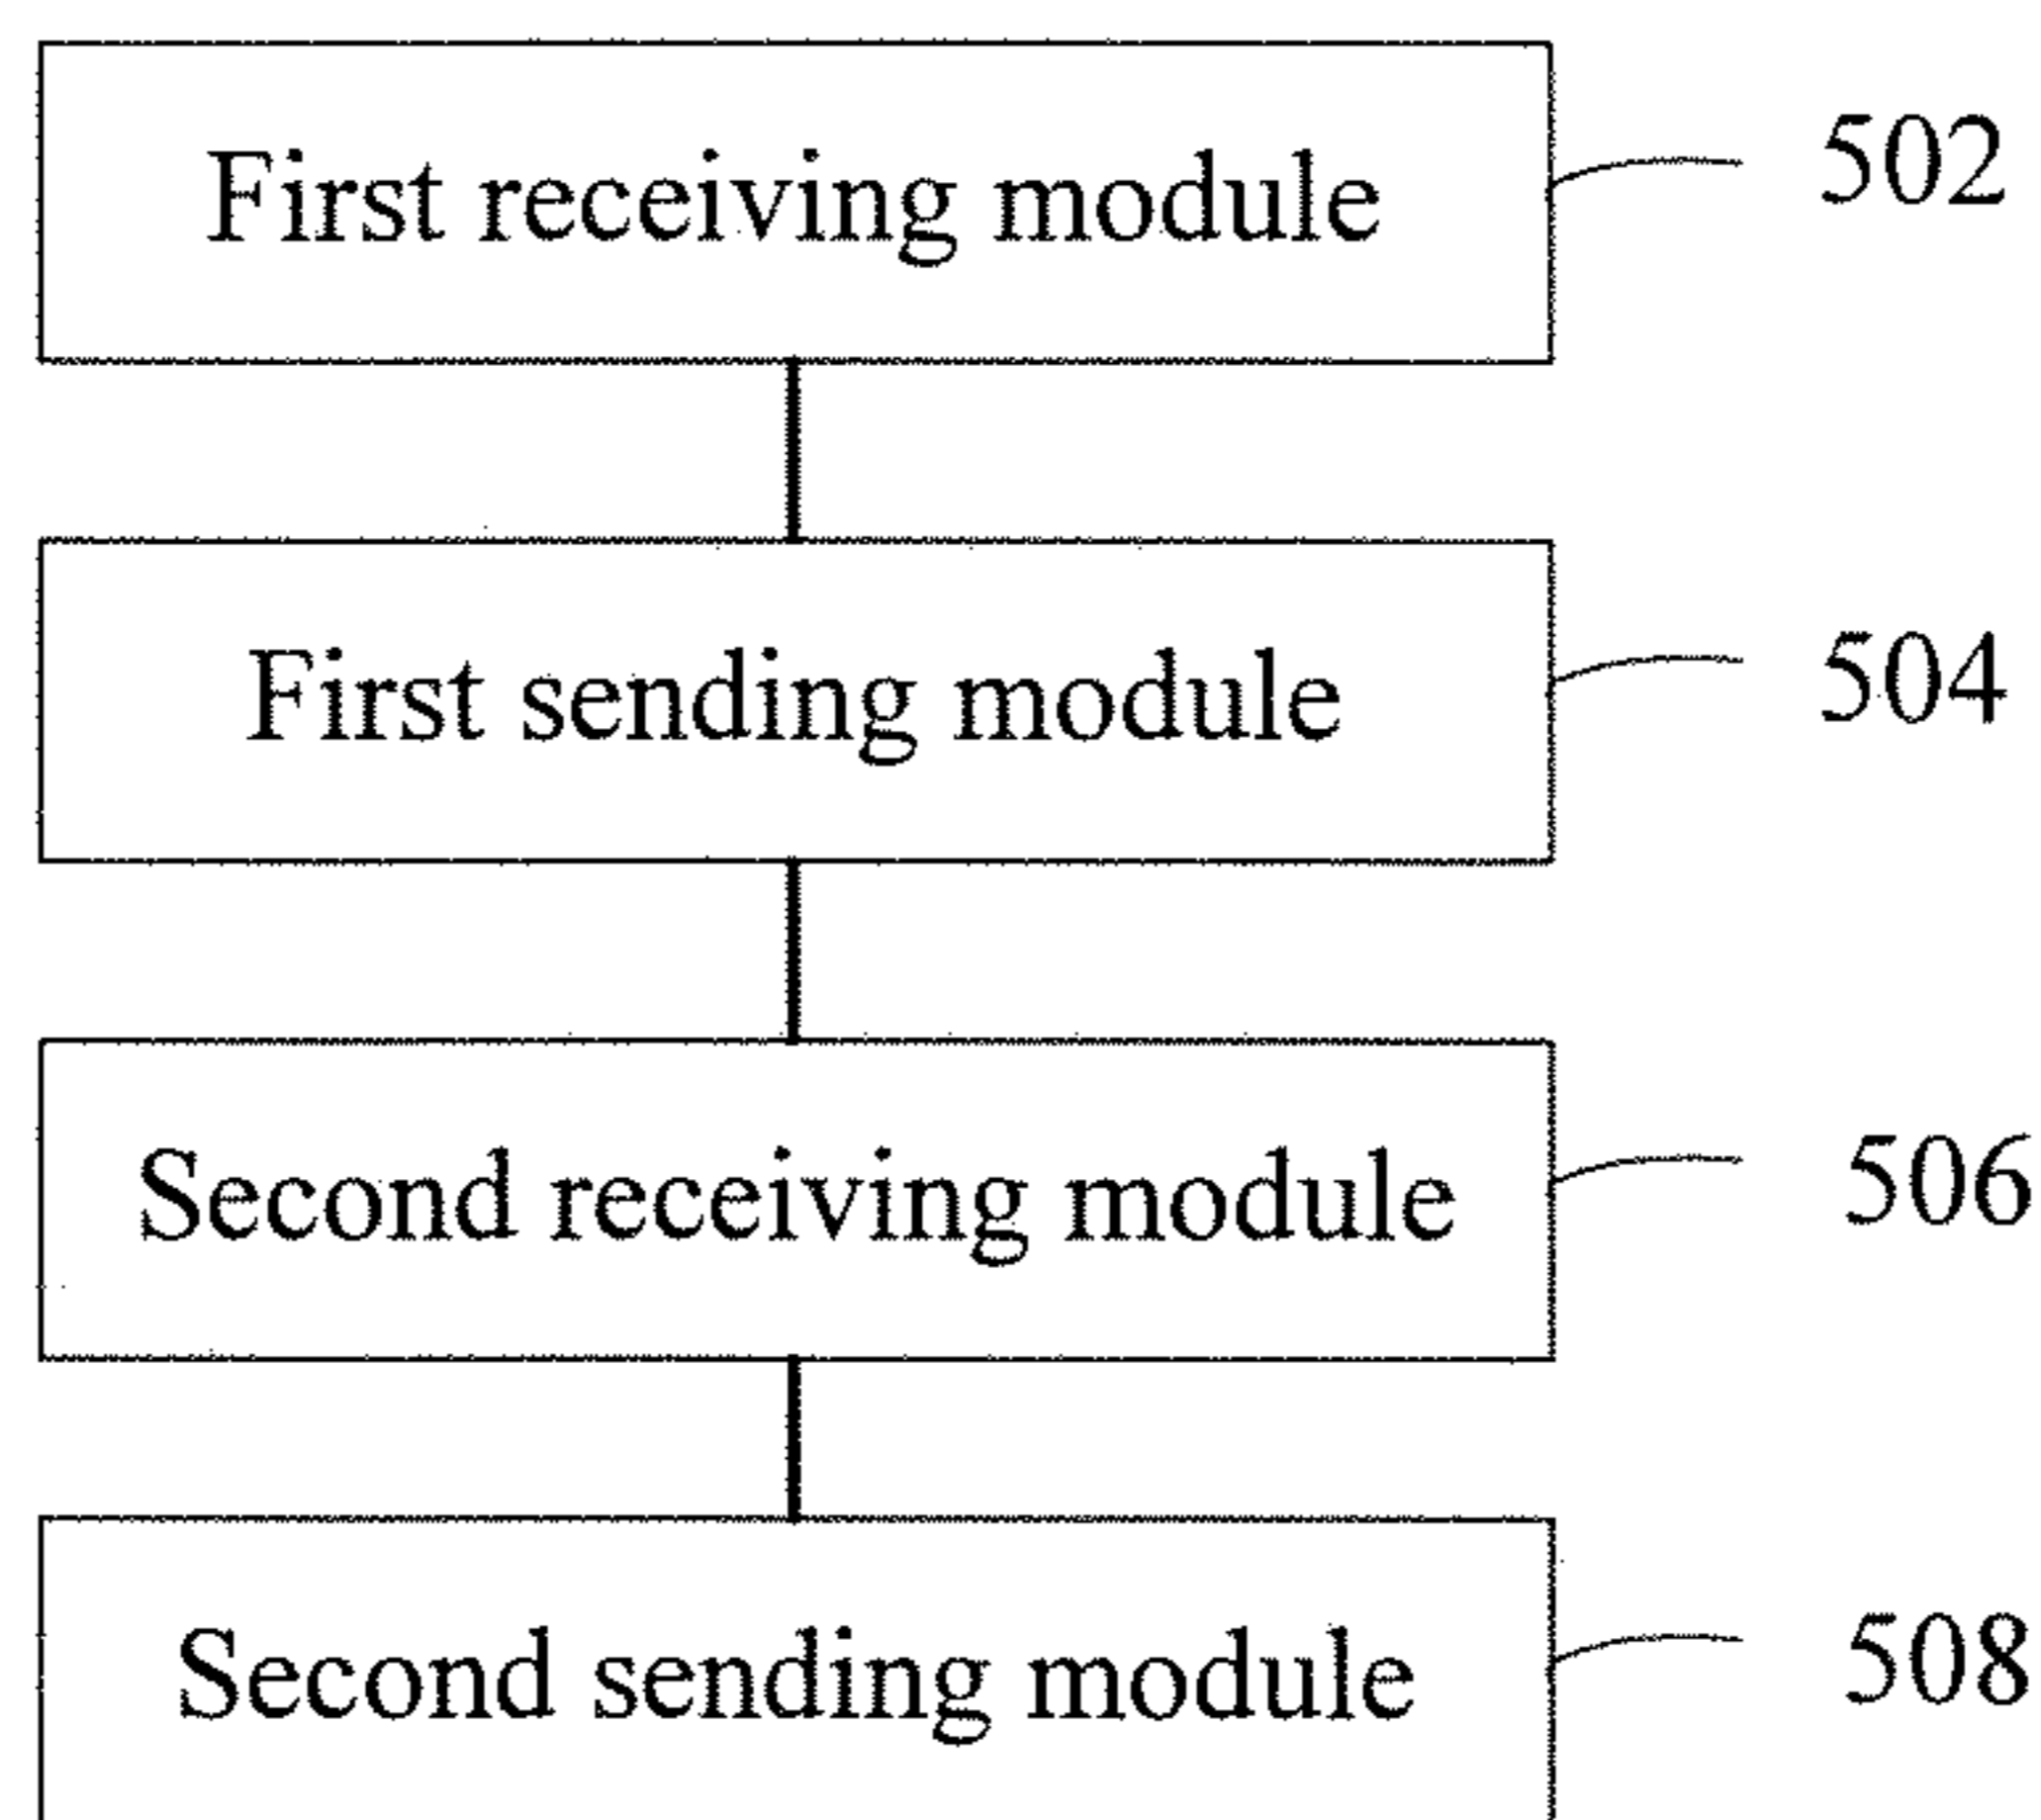 First receiving module 502
First sending module 504
Second receiving module 506
Second sending module 508